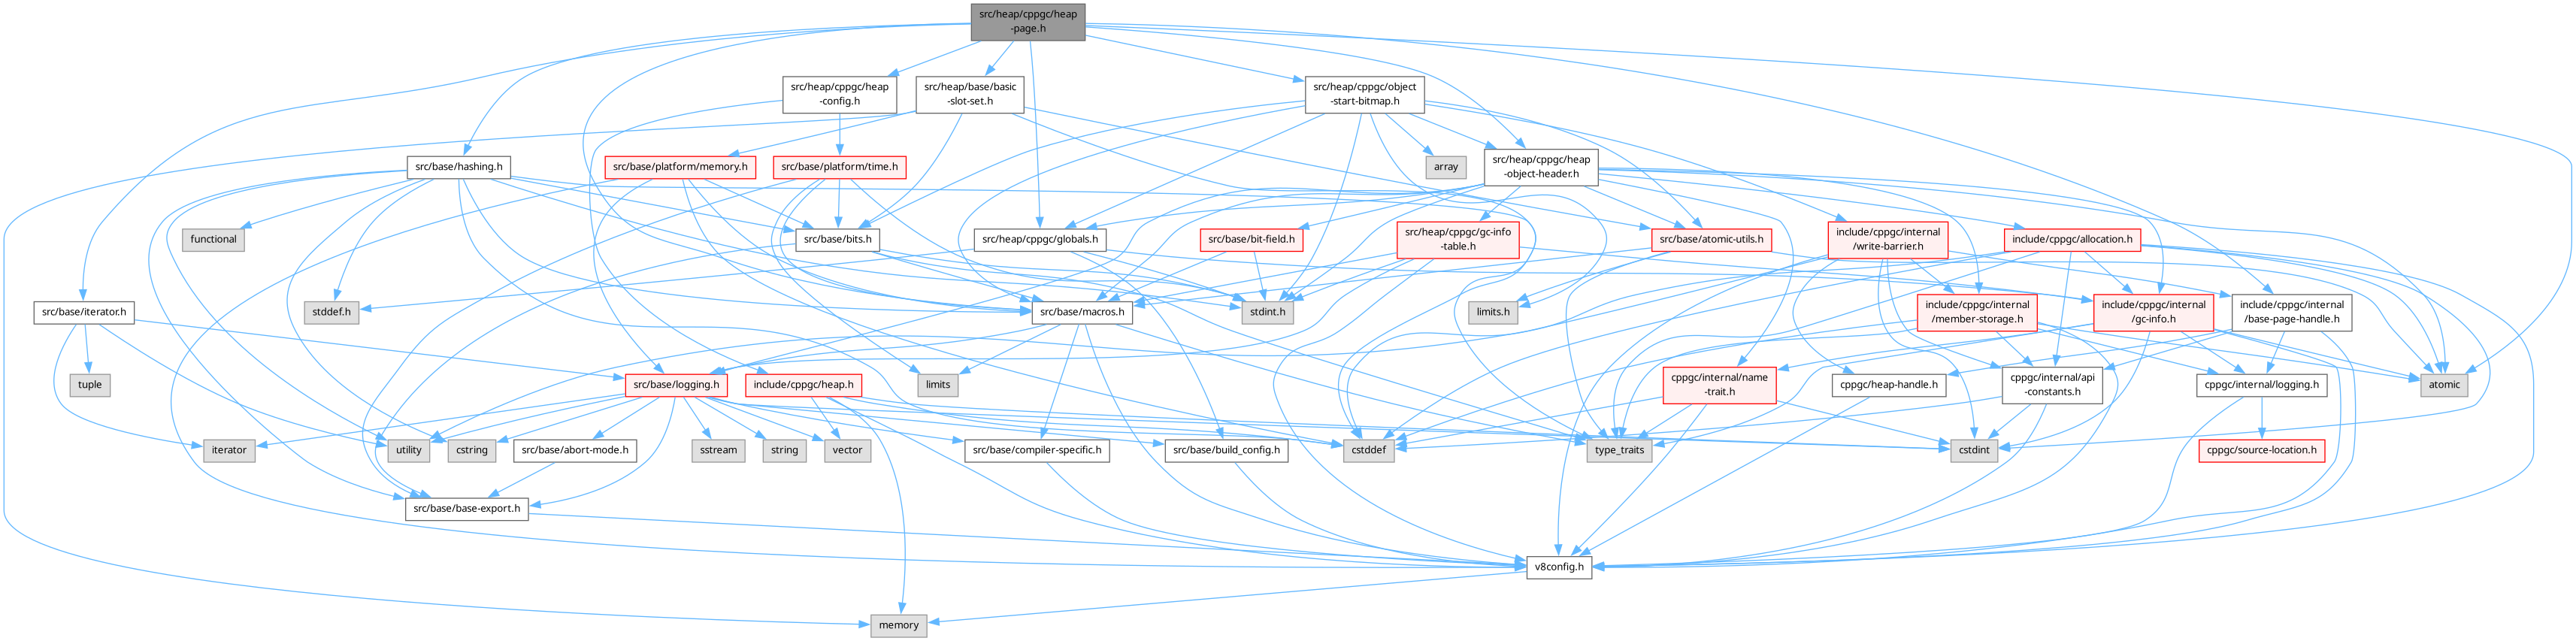 src/heap/cppgc/heap
-page.h
src/heap/cppgc/heap
-config.h
src/heap/base/basic
-slot-set.h
src/heap/cppgc/object
-start-bitmap.h
src/base/hashing.h
src/base/platform/memory.h
src/base/platform/time.h
array
src/heap/cppgc/heap
-object-header.h
functional
src/base/bits.h
src/heap/cppgc/globals.h
src/base/bit-field.h
src/heap/cppgc/gc-info
-table.h
src/base/atomic-utils.h
include/cppgc/internal
/write-barrier.h
include/cppgc/allocation.h
src/base/iterator.h
stddef.h
src/base/macros.h
stdint.h
limits.h
include/cppgc/internal
/member-storage.h
include/cppgc/internal
/gc-info.h
include/cppgc/internal
/base-page-handle.h
tuple
src/base/logging.h
include/cppgc/heap.h
limits
cppgc/internal/name
-trait.h
cppgc/heap-handle.h
cppgc/internal/api
-constants.h
cppgc/internal/logging.h
atomic
iterator
utility
cstring
src/base/abort-mode.h
sstream
string
vector
src/base/compiler-specific.h
src/base/build_config.h
cstddef
type_traits
cstdint
cppgc/source-location.h
src/base/base-export.h
v8config.h
memory